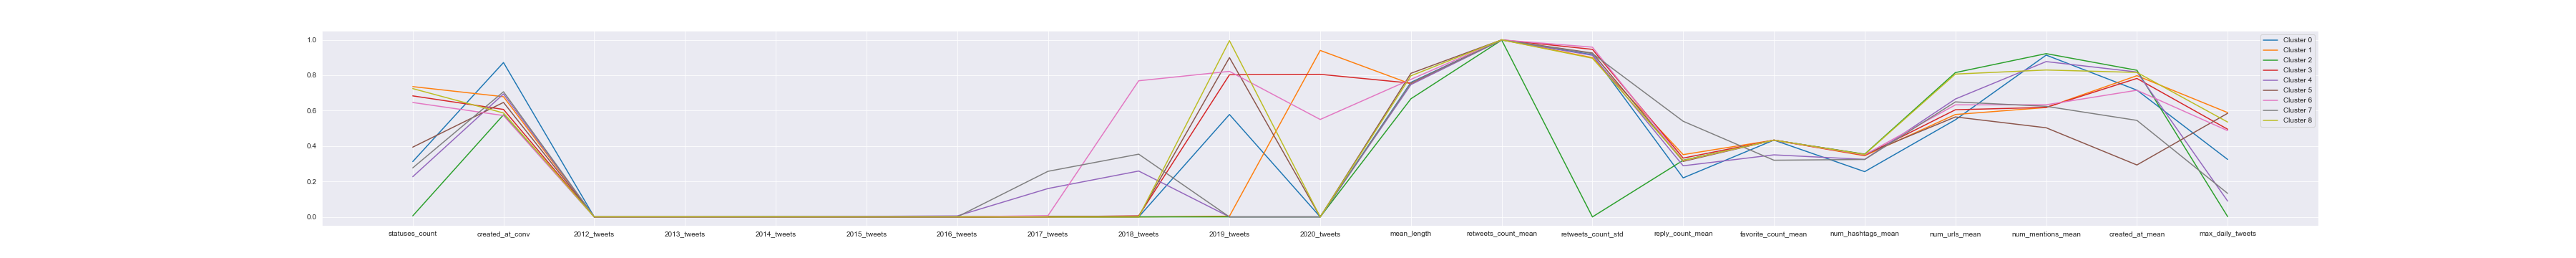 1.0
0.8
0.6
0.4
0.2
0.0
statuses_count created_at_conv 2012_tweets 2013_tweets 2014_tweets 2015_tweets 2016_tweets 2017_tweets 2018_tweets 2019_tweets 2020_tweets mean_length retweets_count_mean retweets_count_std reply_count_mean favorite_count_mean num_hashtags_mean num_urls_mean num_mentions_mean created_at_mean max_daily_tweets
Cluster 0
Cluster 1
Cluster 2
Cluster 3
Cluster 4
Cluster 5
Cluster 6
Cluster 7
Cluster 8